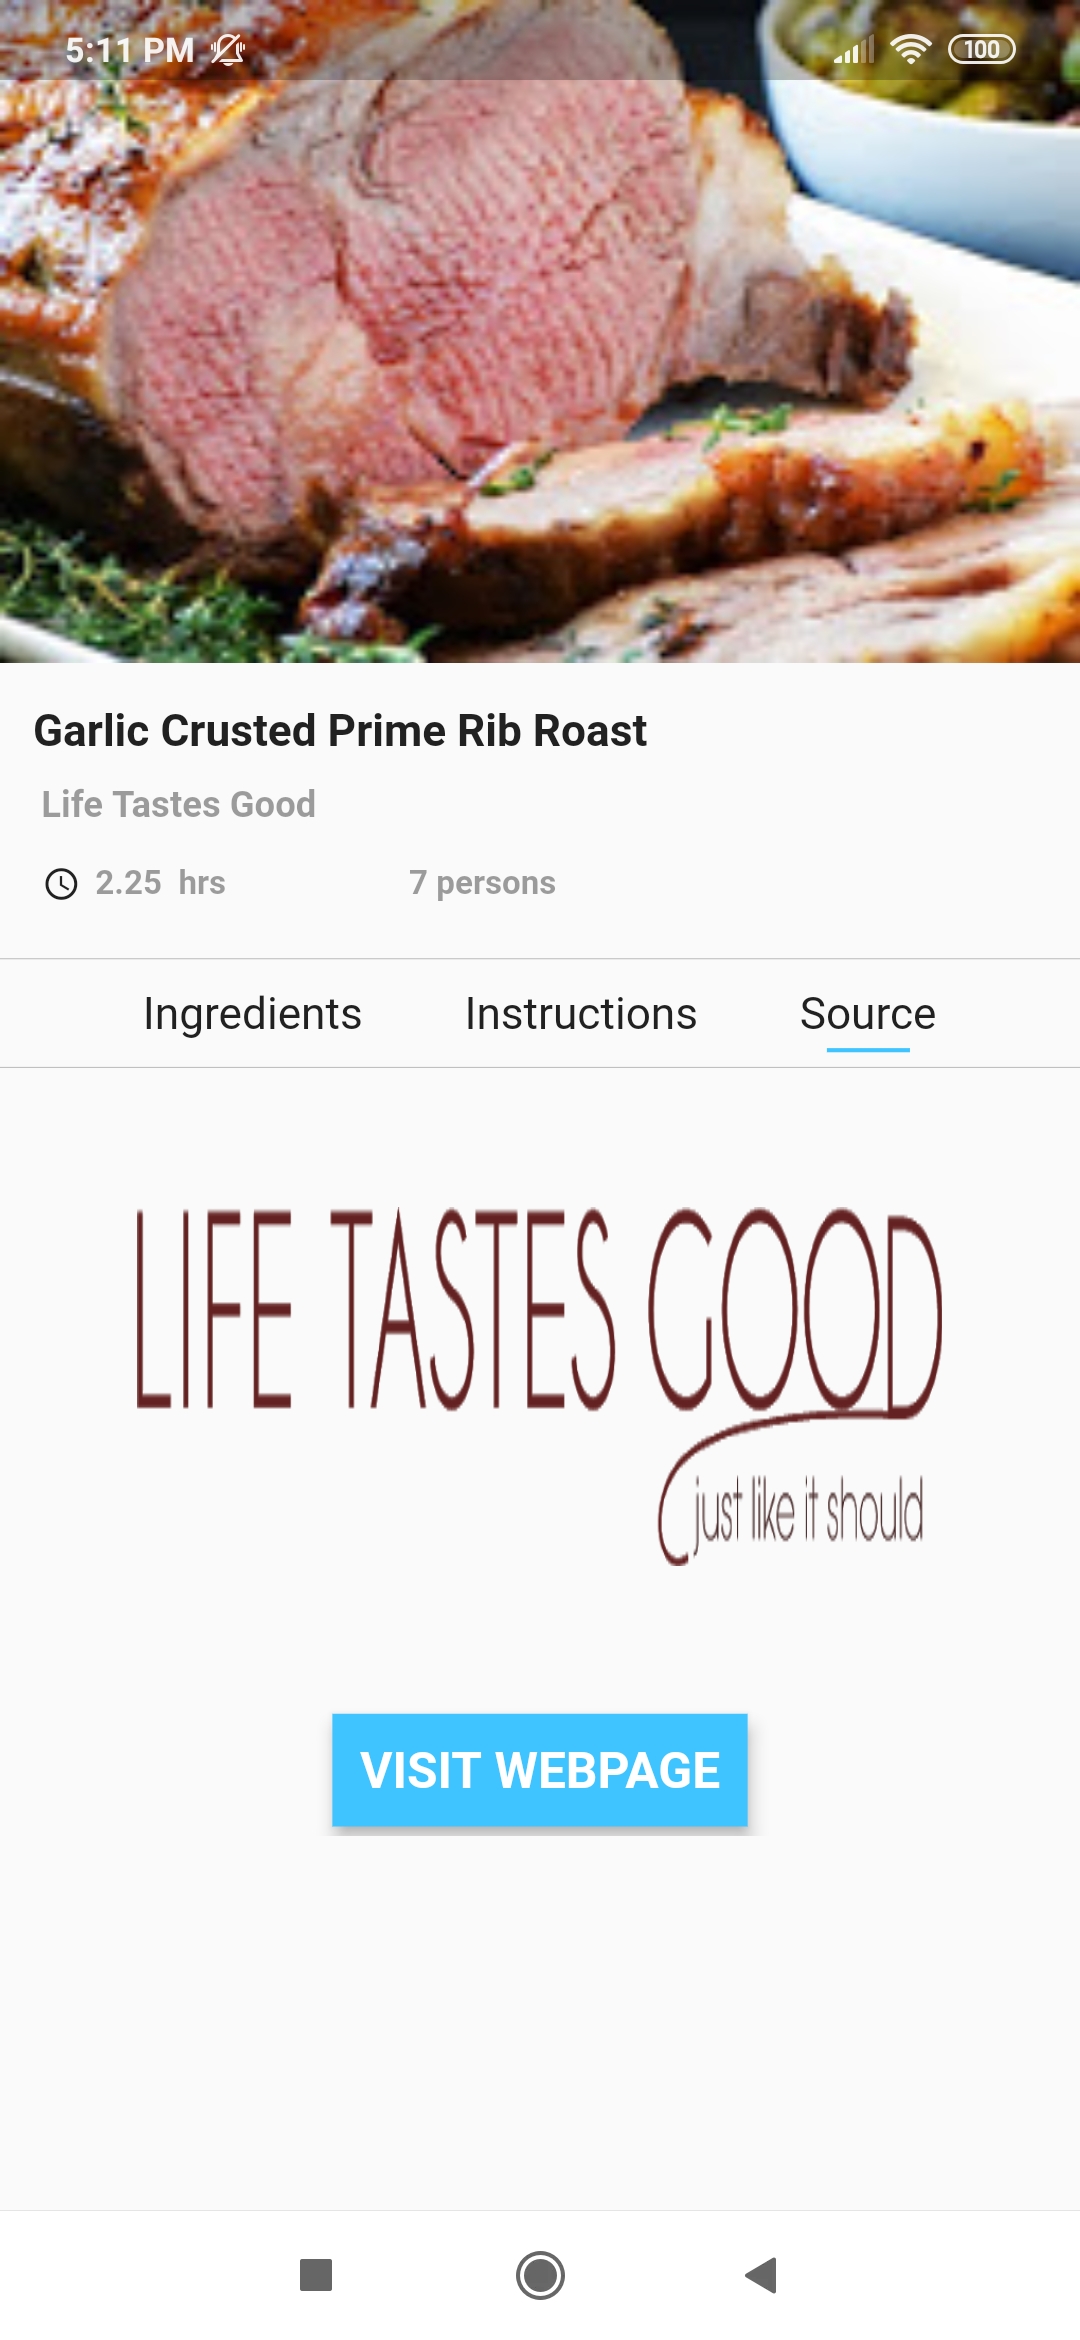 5:11 PM
100
Garlic Crusted Prime Rib Roast
Life Tastes Good
2.25 hrs
7 persons
Ingredients
Instructions
Source
LIFE TASTES GOOD
just like it should
VISIT WEBPAGE